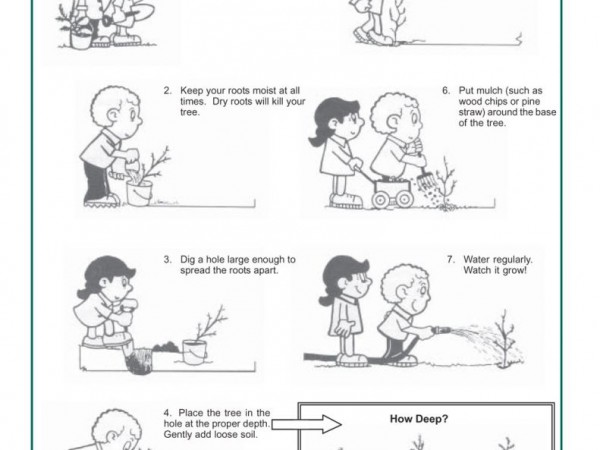 2. Keep your roots moist at all
times. Dry roots will kill your
tree.
3. Dig a hole large enough to
spread the roots apart.
4. Place the tree in the
hole at the proper depth.
Gently add loose soil.
6. Put mulch (such as
wood chips or pine
straw) around the base
of the tree.
7. Water regularly.
Watch it grow!
How Deep?